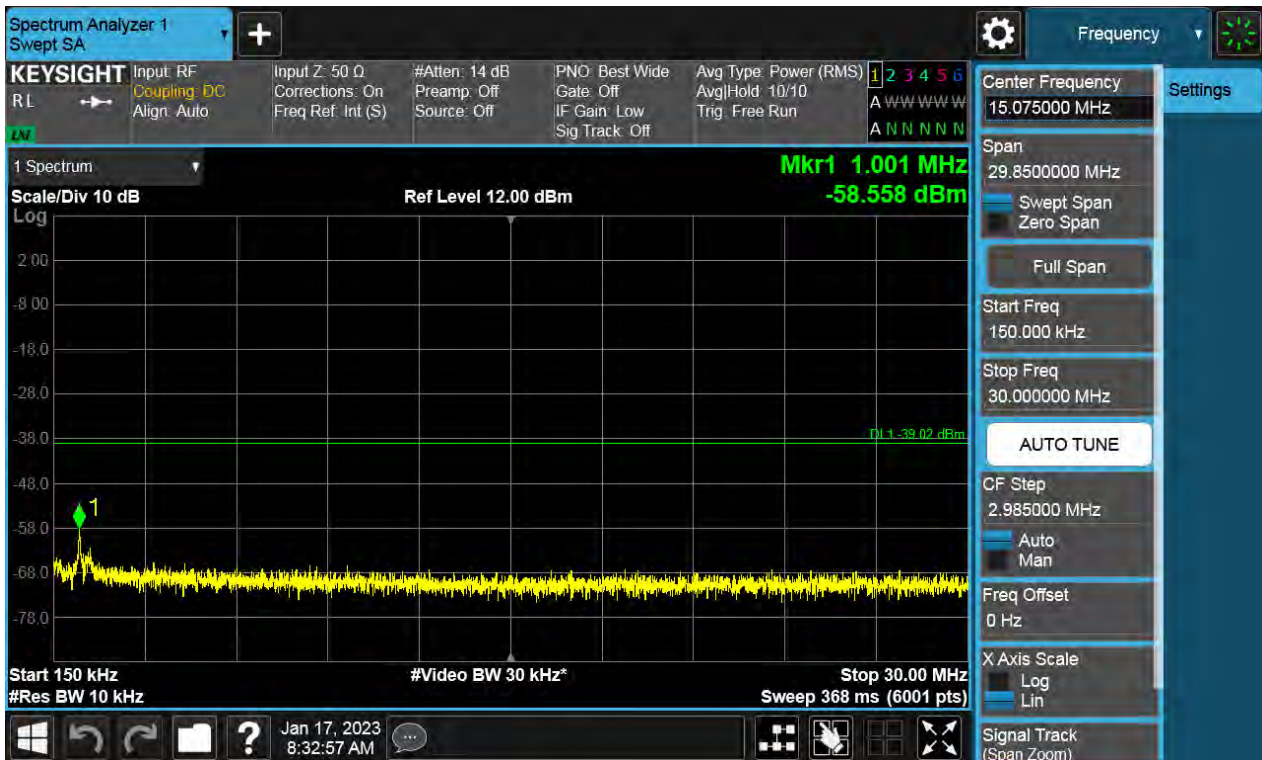 Spectrum Analyzer 1
Swept SA
+
Frequency
KEYSIGHT
RL
LXI
Input: RF
Coupling: DC
Align: Auto
Input Z: 50 Ω
Corrections: On
Freq Ref: Int (S)
#Atten: 14 dB
Preamp: Off
Source: Off
PNO: Best Wide
Gate: Off
IF Gain: Low
Sig Track: Off
Avg Type: Power (RMS)
Avg|Hold: 10/10
Trig: Free Run
1 2 3 4 5 6
A W W W W W
A N N N N N
1 Spectrum
Mkr1 1.001 MHz
Scale/Div 10 dB
Ref Level 12.00 dBm
-58.558 dBm
Log
2.00
-8.00
-18.0
-28.0
-38.0
DL1 -39.02 dBm
-48.0
1
-58.0
-68.0
-78.0
Start 150 kHz
#Video BW 30 kHz*
Stop 30.00 MHz
#Res BW 10 kHz
Sweep 368 ms (6001 pts)
?
Jan 17, 2023
8:32:57 AM
Center Frequency
15.075000 MHz
Settings
Span
29.8500000 MHz
Swept Span
Zero Span
Full Span
Start Freq
150.000 kHz
Stop Freq
30.000000 MHz
AUTO TUNE
CF Step
2.985000 MHz
Auto
Man
Freq Offset
0 Hz
X Axis Scale
Log
Lin
Signal Track
(Span Zoom)